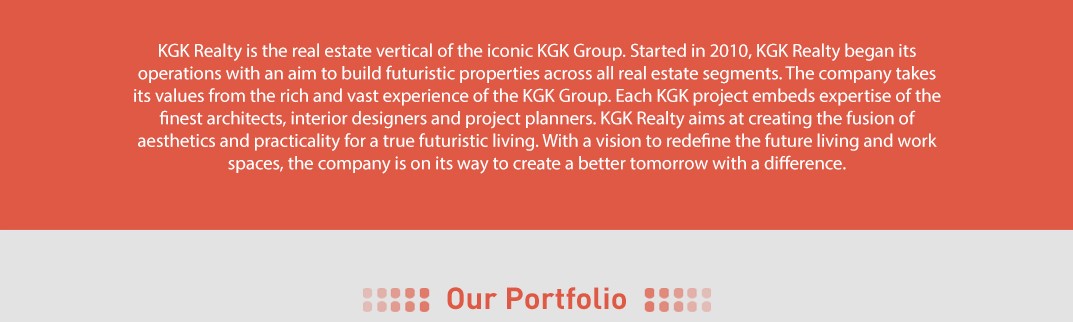 KGK Realty is the real estate vertical of the iconic KGK Group. Started in 2010, KGK Realty began its
operations with an aim to build futuristic properties across all real estate segments. The company takes
its values from the rich and vast experience of the KGK Group. Each KGK project embeds expertise of the
finest architects, interior designers and project planners. KGK Realty aims at creating the fusion of
aesthetics and practicality for a true futuristic living. With a vision to redefine the future living and work
spaces, the company is on its way to create a better tomorrow with a difference.
Our Portfolio